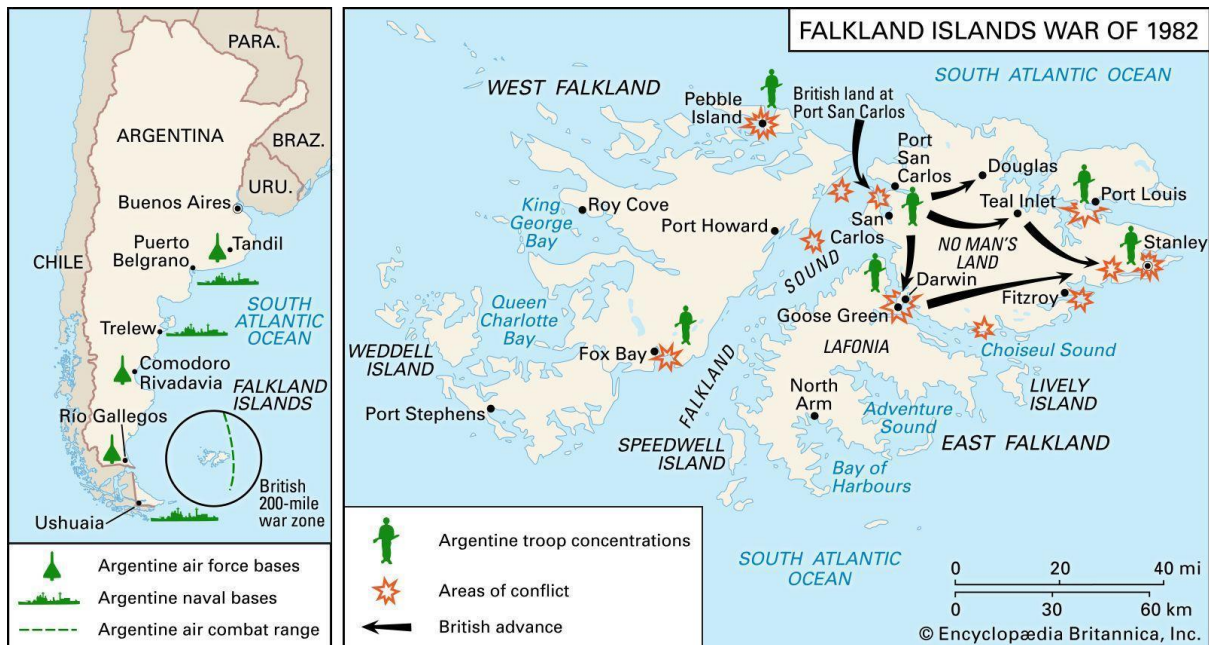 PARA.
ARGENTINA
BRAZ.
URU.
Buenos Aires
Tandil
Puerto
Belgrano
CHILE
SOUTH
ATLANTIC
OCEAN
Trelew
Comodoro
Rivadavia
FALKLAND
ISLANDS
Río Gallegos
British
200-mile
war zone
Ushuaia
Argentine air force bases
Argentine naval bases
Argentine air combat range
FALKLAND ISLANDS WAR OF 1982
SOUTH ATLANTIC OCEAN
WEST FALKLAND
British land at
Port San Carlos
Pebble
Island
Port
San
Carlos
Douglas
Teal Inlet
Port Louis
King
George
Bay
Roy Cove
Port Howard
San
Carlos
NO MAN'S
LAND
Stanley
SOUND
Darwin
Goose Green
Fitzroy
Queen
Charlotte
Bay
Fox Bay
LAFONIA
Choiseul Sound
WEDDELL
ISLAND
FALKLAND
LIVELY
ISLAND
Port Stephens
North
Arm
Adventure
Sound
SPEEDWELL
ISLAND
EAST FALKLAND
Bay of
Harbours
Argentine troop concentrations
Areas of conflict
British advance
SOUTH ATLANTIC
OCEAN
0 20 40 mi
0 30 60 km
© Encyclopædia Britannica, Inc.